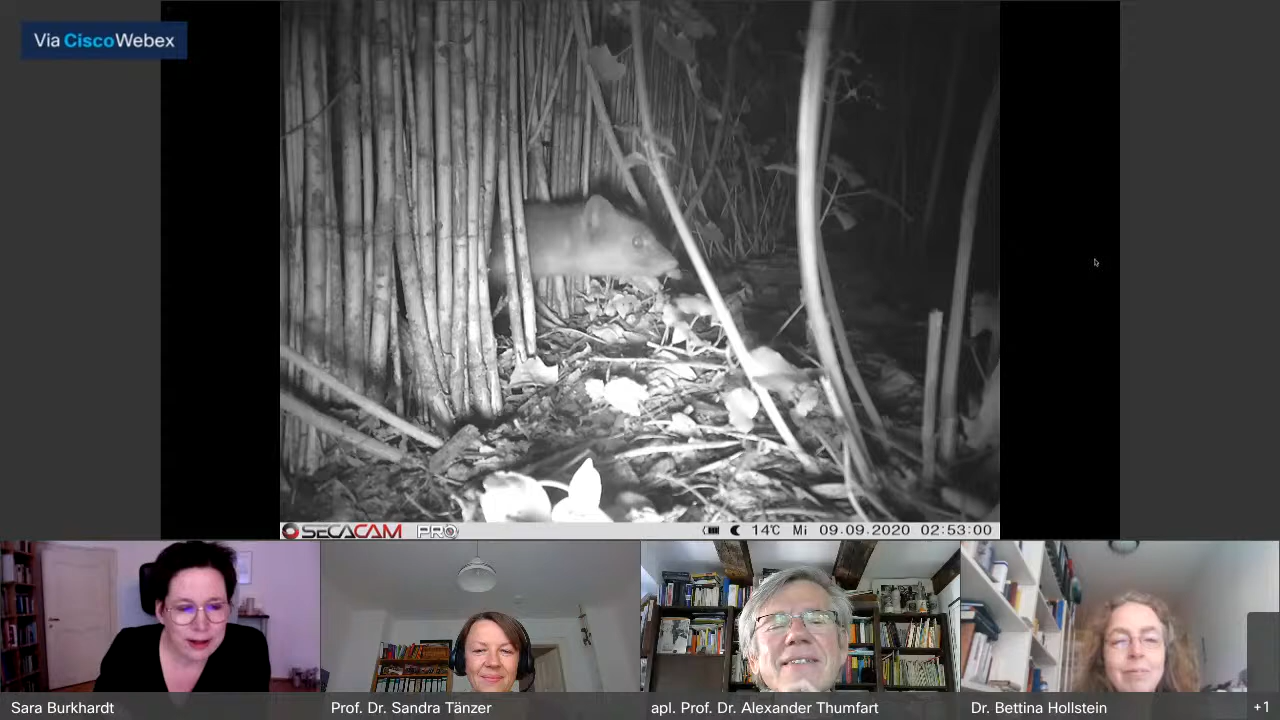 Via CiscoWebex
SECACAM PRO 14°C Mi 09.09.2020 02:53:00
Sara Burkhardt
Prof. Dr. Sandra Tänzer
apl. Prof. Dr. Alexander Thumfart
Dr. Bettina Hollstein
+1